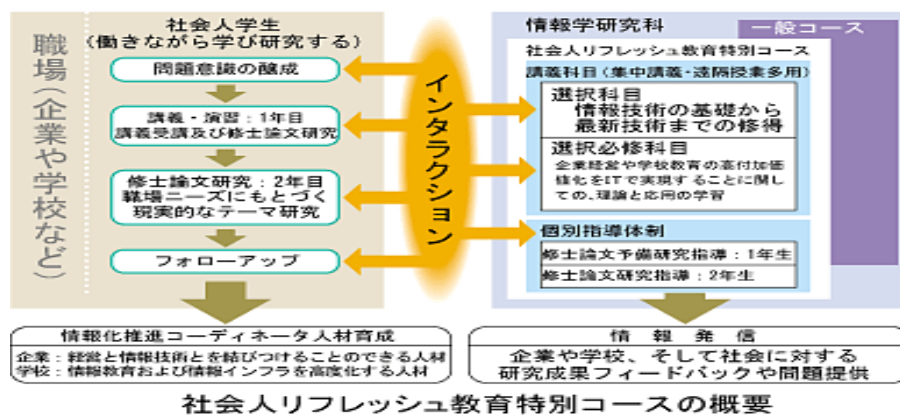 職場（企業や学校など）
社会人学生
（働きながら学び研究する）
問題意識の醸成
講義・演習：1年目
講義受講及び修士論文研究
修士論文研究：2年目
職場ニーズにもとづく
現実的なテーマ研究
フォローアップ
インタラクション
情報学研究科
一般コース
社会人リフレッシュ教育特別コース
講義科目（集中講義・遠隔授業多用）
選択科目
情報技術の基礎から
最新技術までの修得
選択必修科目
企業経営や学校教育の高付加価
値化をITで実現することに関し
ての、理論と応用の学習
個別指導体制
修士論文予備研究指導：1年生
修士論文研究指導：2年生
情報化推進コーディネータ人材育成
企業：経営と情報技術とを結びつけることのできる人材
学校：情報教育および情報インフラを高度化する人材
情報発信
企業や学校、そして社会に対する
研究成果フィードバックや問題提供
社会人リフレッシュ教育特別コースの概要